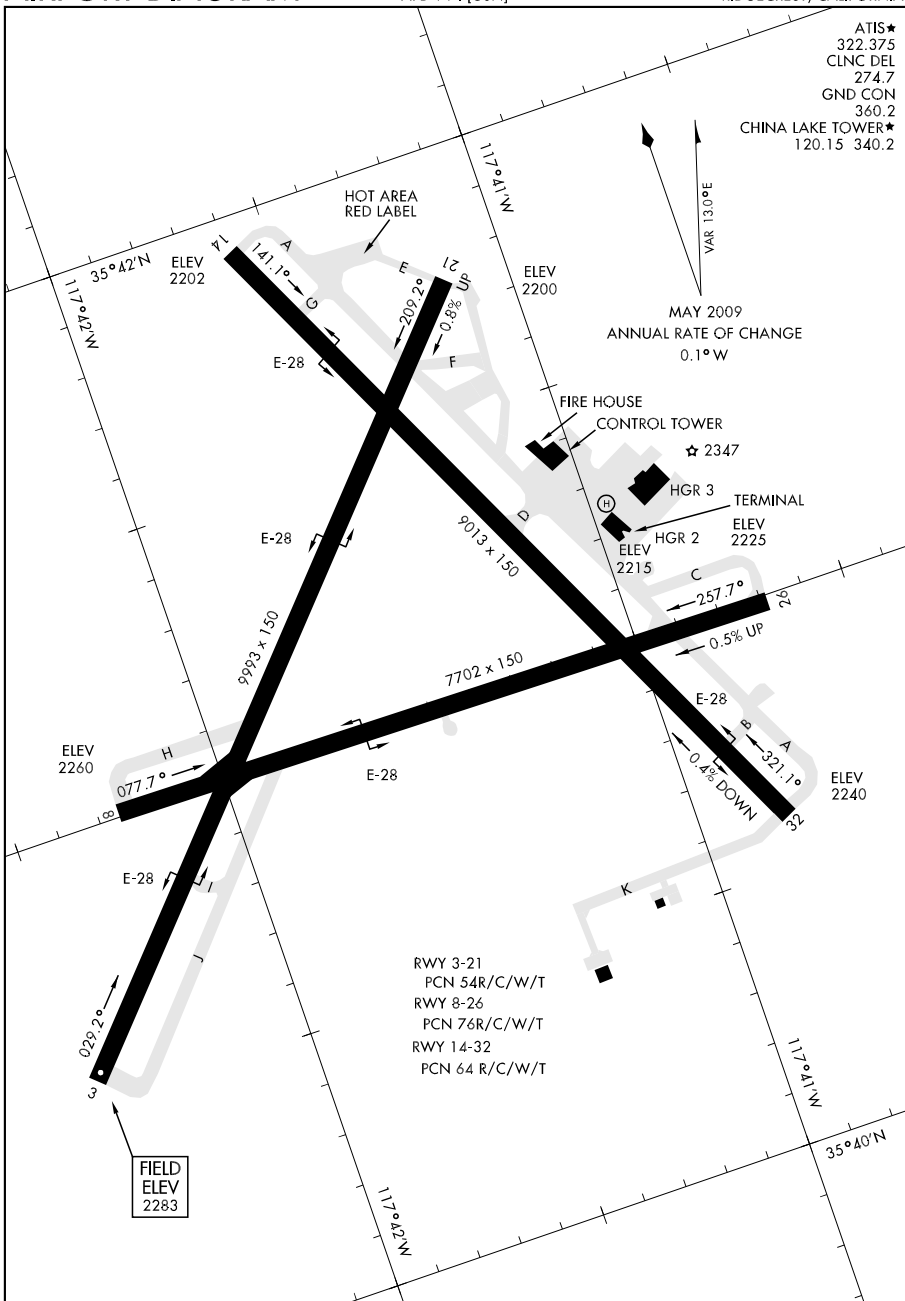 ATIS★
322.375
CLNC DEL
274.7
GND CON
360.2
CHINA LAKE TOWER★
120.15 340.2
VAR 13.0°E
MAY 2009
ANNUAL RATE OF CHANGE
0.1° W
117°41'W
HOT AREA
RED LABEL
35°42'N
117°42'W
ELEV
2202
14
141.1°
A
G
E
21
209.2°
0.8% UP
F
ELEV
2200
E-28
FIRE HOUSE
CONTROL TOWER
2347
HGR 3
H
TERMINAL
HGR 2
ELEV
2215
ELEV
2225
D
9013 x 150
E-28
9993 x 150
C
257.7°
26
0.5% UP
7702 x 150
E-28
B
A
321.1°
0.4% DOWN
32
ELEV
2240
ELEV
2260
H
077.7°
8
E-28
E-28
I
J
K
029.2°
3
RWY 3-21
PCN 54R/C/W/T
RWY 8-26
PCN 76R/C/W/T
RWY 14-32
PCN 64 R/C/W/T
FIELD
ELEV
2283
117°41'W
35°40'N
117°42'W